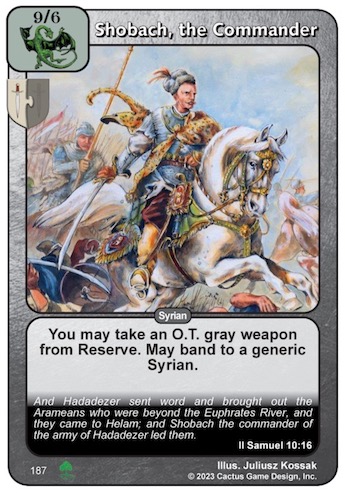 9/6
Shobach, the Commander
Syrian
You may take an O.T. gray weapon
from Reserve. May band to a generic
Syrian.
And Hadadezer sent word and brought out the
Arameans who were beyond the Euphrates River, and
they came to Helam; and Shobach the commander of
the army of Hadadezer led them.
II Samuel 10:16
187
Illus. Juliusz Kossak
© 2023 Cactus Game Design, Inc.